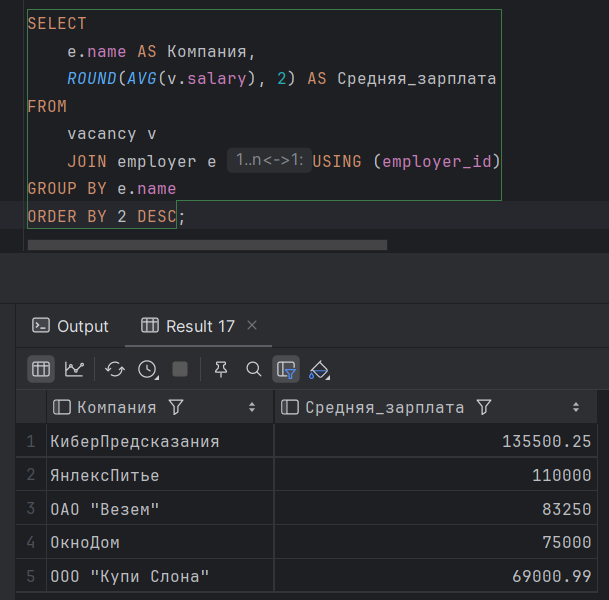 SELECT
e.name AS Компания,
ROUND(AVG(v.salary), 2) AS Средняя_зарплата
FROM
vacancy v
JOIN employer e 1..n<->1: USING (employer_id)
GROUP BY e.name
ORDER BY 2 DESC;
Output Result 17
Компания Средняя_зарплата
1 КиберПредсказания 135500.25
2 ЯнлексПитье 110000
3 ОАО "Везем" 83250
4 ОкноДом 75000
5 ООО "Купи Слона" 69000.99